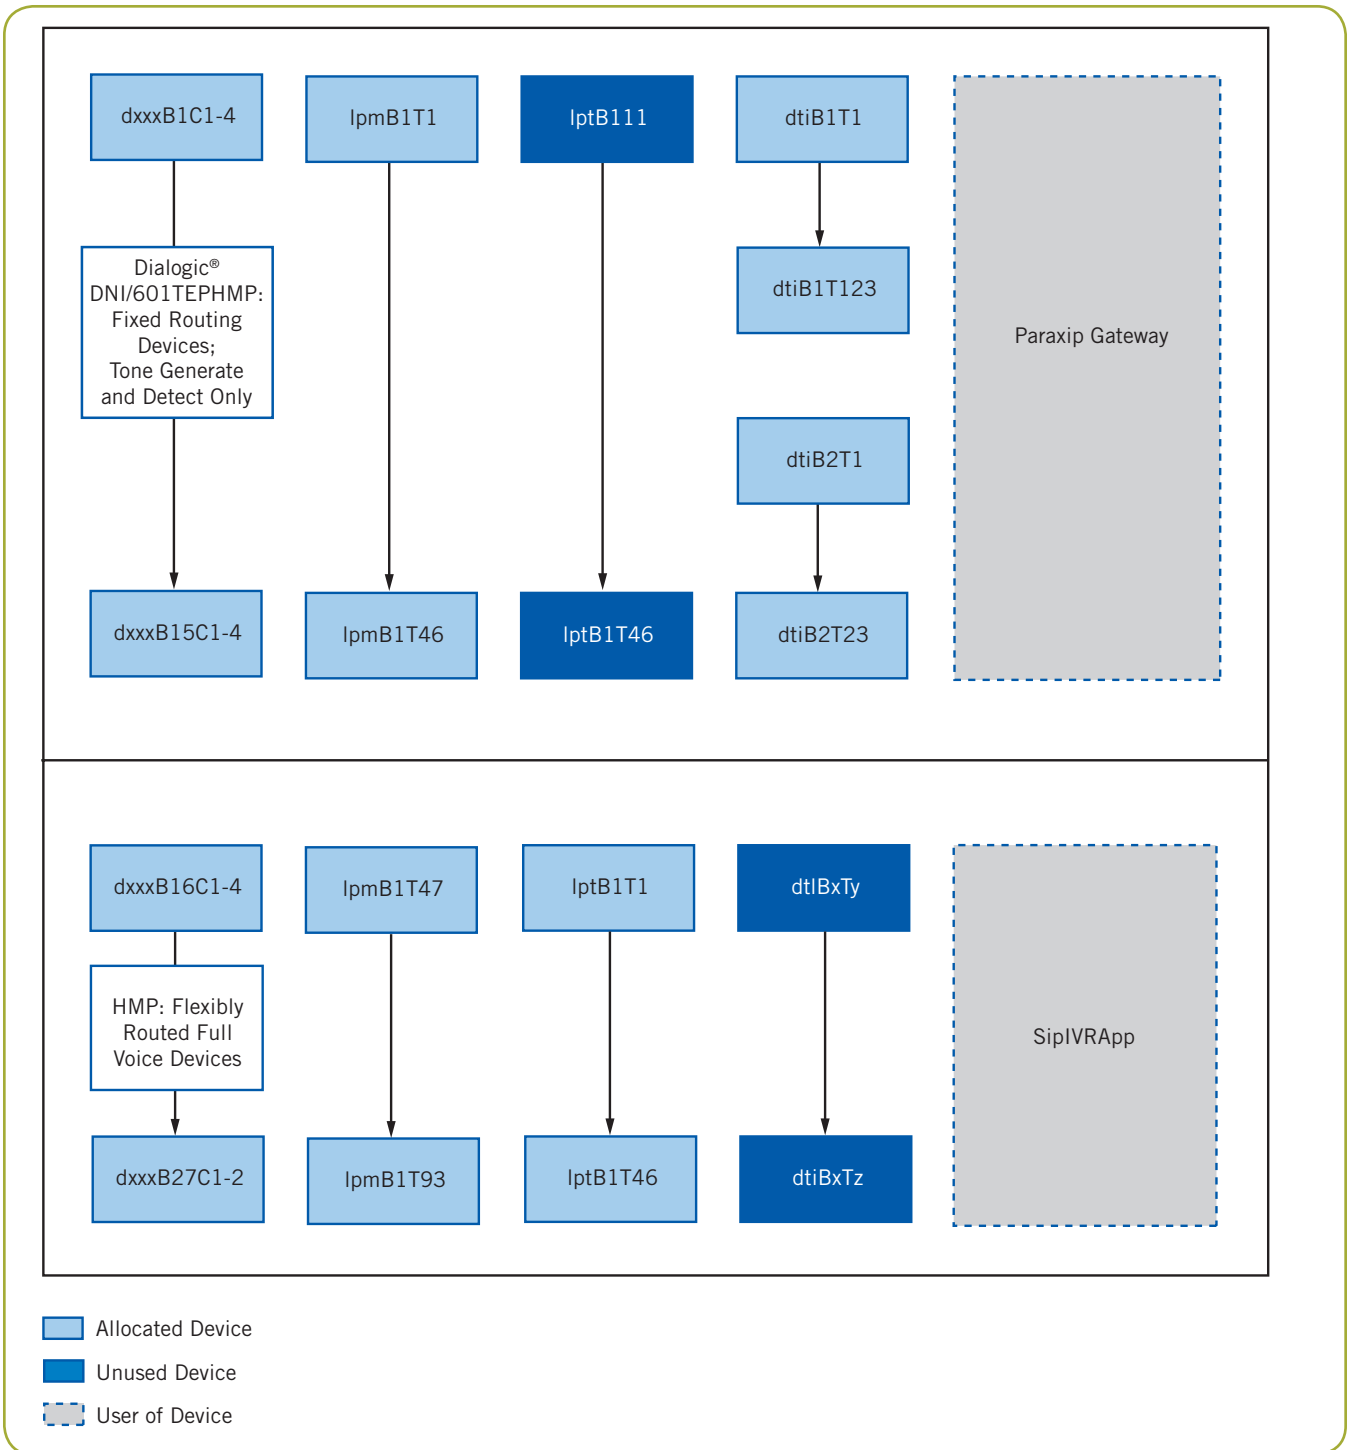 dxxxB1C1-4
IpmB1T1
IptB111
dtiB1T1
Dialogic®
DNI/601TEPHMP:
Fixed Routing
Devices;
Tone Generate
and Detect Only
dtiB1T123
Paraxip Gateway
dtiB2T1
dxxxB15C1-4
IpmB1T46
IptB1T46
dtiB2T23
dxxxB16C1-4
IpmB1T47
IptB1T1
dtIBxTy
HMP: Flexibly
Routed Full
Voice Devices
SipIVRApp
dxxxB27C1-2
IpmB1T93
IptB1T46
dtiBxTz
Allocated Device
Unused Device
User of Device